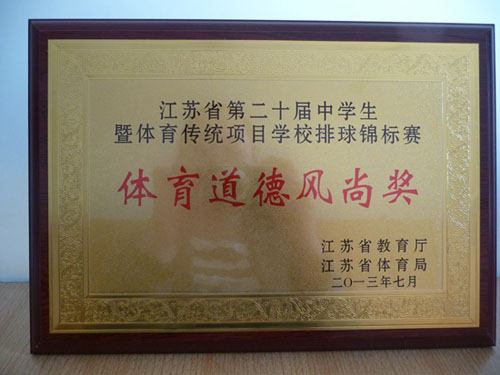 江苏省第二十届中学生
暨体育传统项目学校排球锦标赛
体育道德风尚奖
江苏省教育厅
江苏省体育局
二〇一三年七月